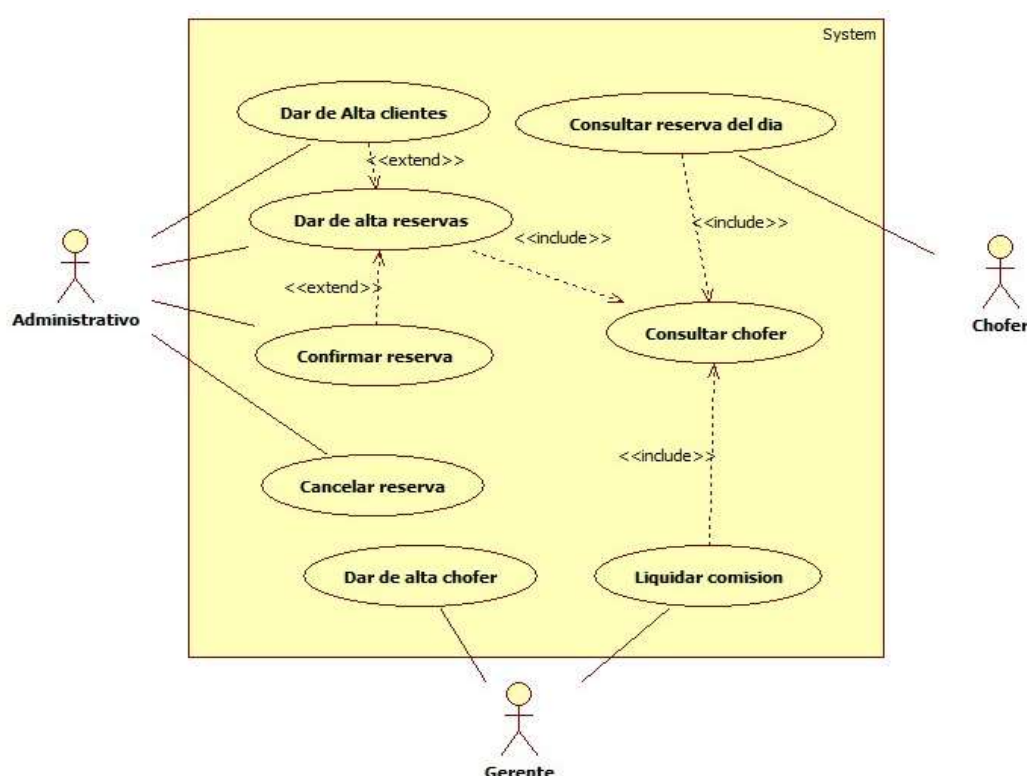 System
Dar de Alta clientes
Consultar reserva del dia
<<extend>>
Dar de alta reservas
<<include>>
<<include>>
<<extend>>
Administrativo
Chofer
Consultar chofer
Confirmar reserva
<<include>>
Cancelar reserva
Dar de alta chofer
Liquidar comision
Gerente